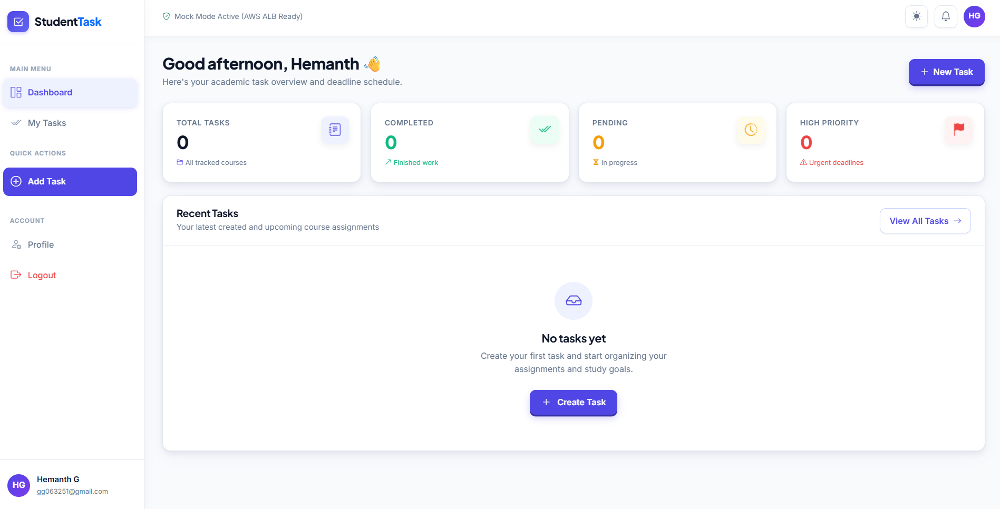 StudentTask
Mock Mode Active (AWS ALB Ready)
HG
MAIN MENU
Dashboard
My Tasks
QUICK ACTIONS
Add Task
ACCOUNT
Profile
Logout
Hemanth G
HG
gg063251@gmail.com
Good afternoon, Hemanth 👋
Here's your academic task overview and deadline schedule.
+ New Task
TOTAL TASKS
0
All tracked courses
COMPLETED
0
Finished work
PENDING
0
In progress
HIGH PRIORITY
0
Urgent deadlines
Recent Tasks
Your latest created and upcoming course assignments
View All Tasks →
No tasks yet
Create your first task and start organizing your
assignments and study goals.
+ Create Task